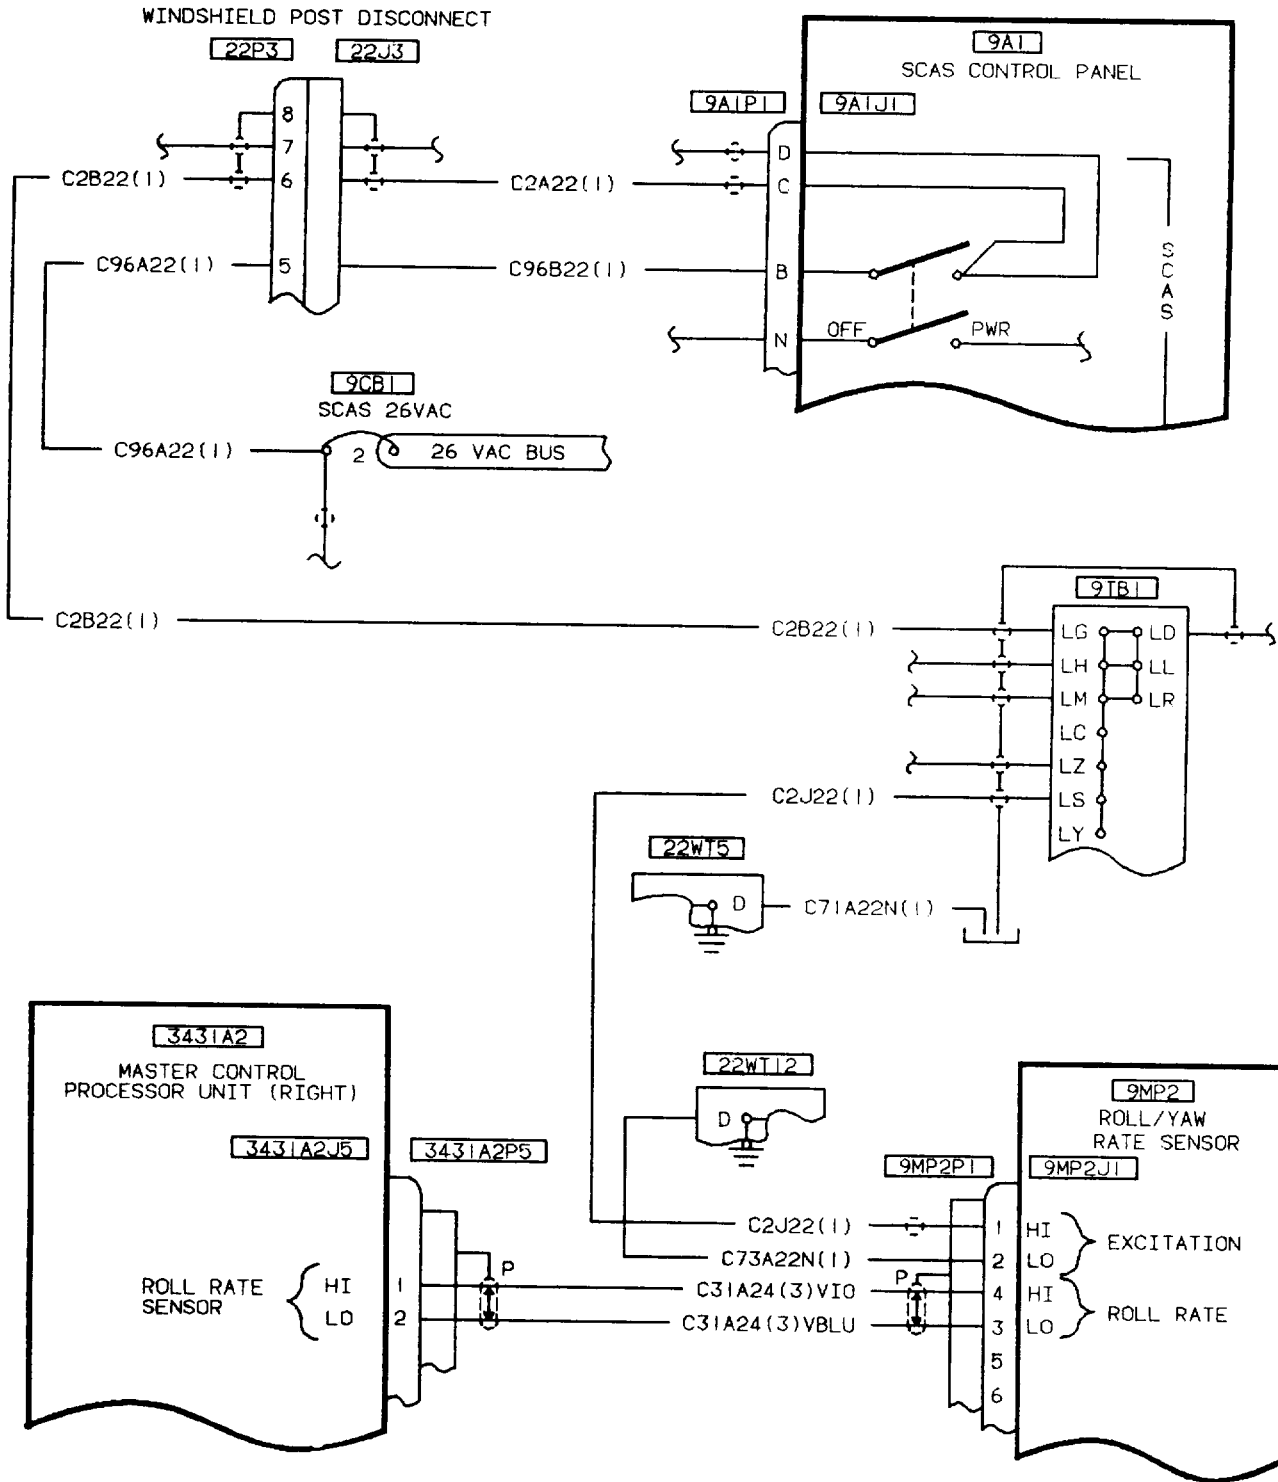 WINDSHIELD POST DISCONNECT
22P3
22J3
9A1
SCAS CONTROL PANEL
9A1P1
9A1J1
8
7
D
C2B22(1)
6
C2A22(1)
C
C96A22(1)
5
C96B22(1)
B
SCAS
N
OFF
PWR
9CB1
SCAS 26VAC
C96A22(1)
2
26 VAC BUS
9TB1
C2B22(1)
C2B22(1)
LG
LD
LH
LL
LM
LR
LC
LZ
C2J22(1)
LS
LY
22WT5
D
C71A22N(1)
3431A2
MASTER CONTROL
PROCESSOR UNIT (RIGHT)
22WT12
D
9MP2
ROLL/YAW
RATE SENSOR
3431A2J5
3431A2P5
9MP2P1
9MP2J1
C2J22(1)
1
HI
EXCITATION
C73A22N(1)
2
LO
ROLL RATE
SENSOR
HI
1
P
C31A24(3)VIO
P
4
HI
ROLL RATE
LO
2
C31A24(3)VBLU
3
LO
5
6